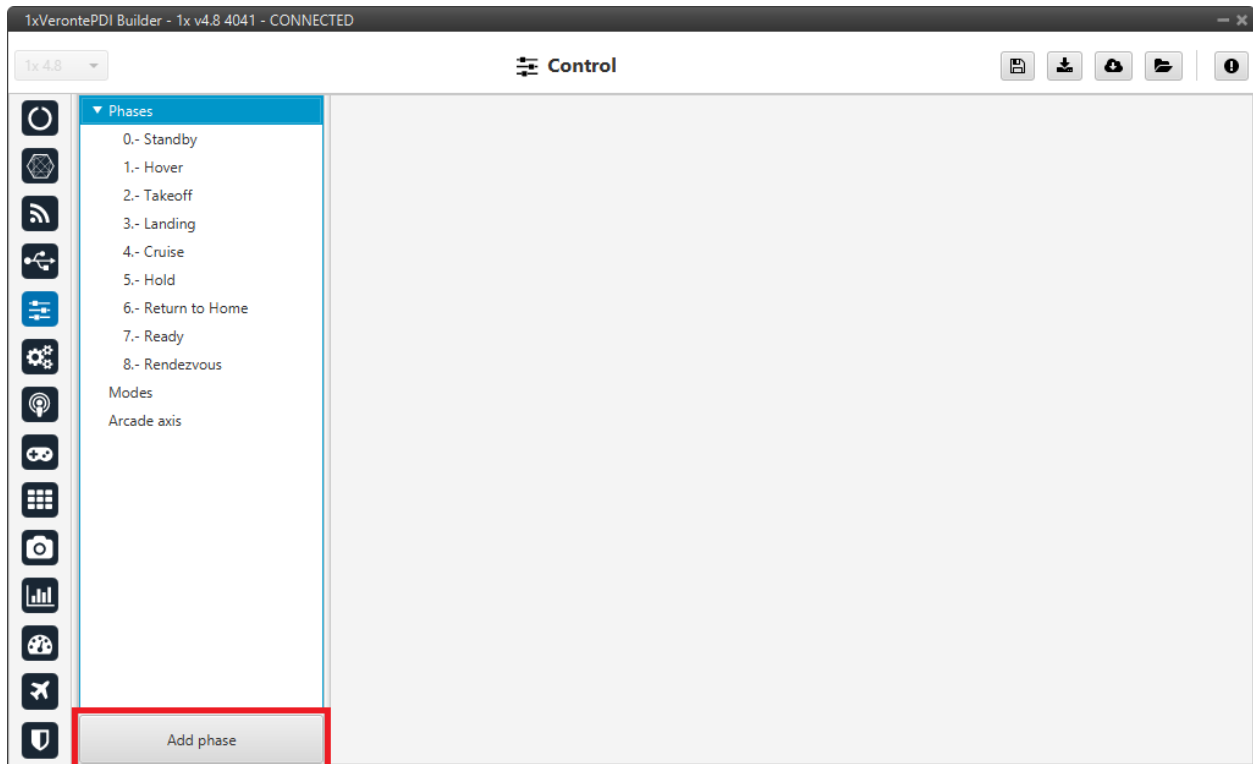 1xVerontePDI Builder - 1x v4.8 4041 - CONNECTED
1x 4.8
Control
Phases
0.- Standby
1.- Hover
2.- Takeoff
3.- Landing
4.- Cruise
5.- Hold
6.- Return to Home
7.- Ready
8.- Rendezvous
Modes
Arcade axis
Add phase